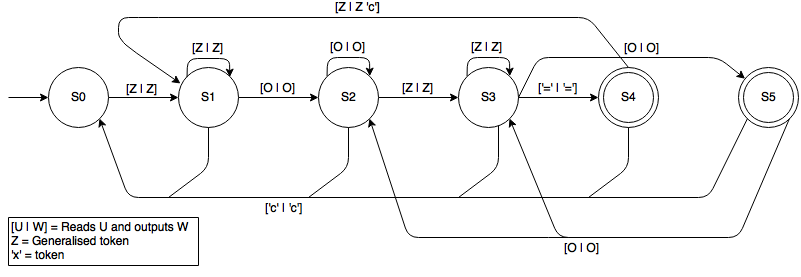 [Z | Z 'c']
[Z | Z]
[O | O]
[Z | Z]
[O | O]
S0
[Z | Z]
S1
[O | O]
S2
[Z | Z]
S3
['=' | '=']
S4
S5
['c' | 'c']
[O | O]
[U | W] = Reads U and outputs W
Z = Generalised token
'x' = token